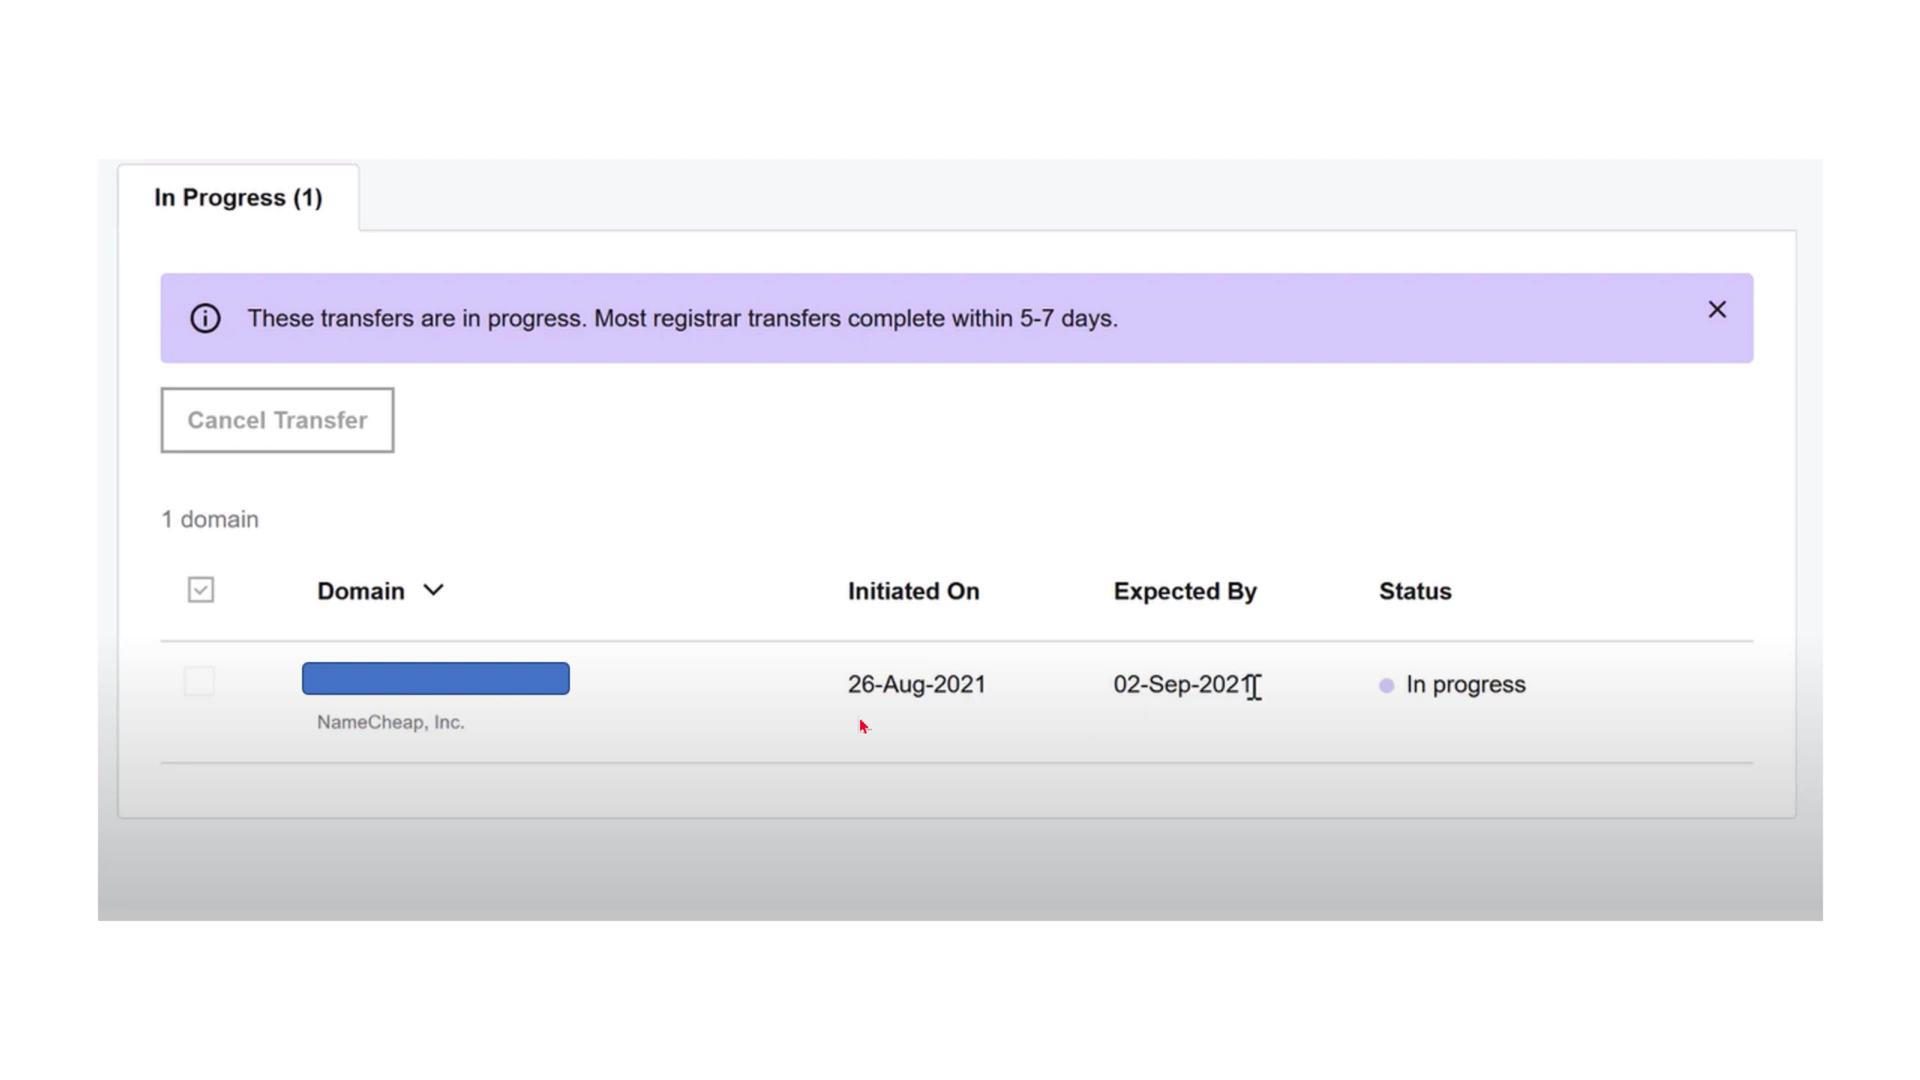 In Progress (1)
These transfers are in progress. Most registrar transfers complete within 5-7 days.
Cancel Transfer
1 domain
Domain Initiated On Expected By Status
26-Aug-2021 02-Sep-2021 In progress
NameCheap, Inc.